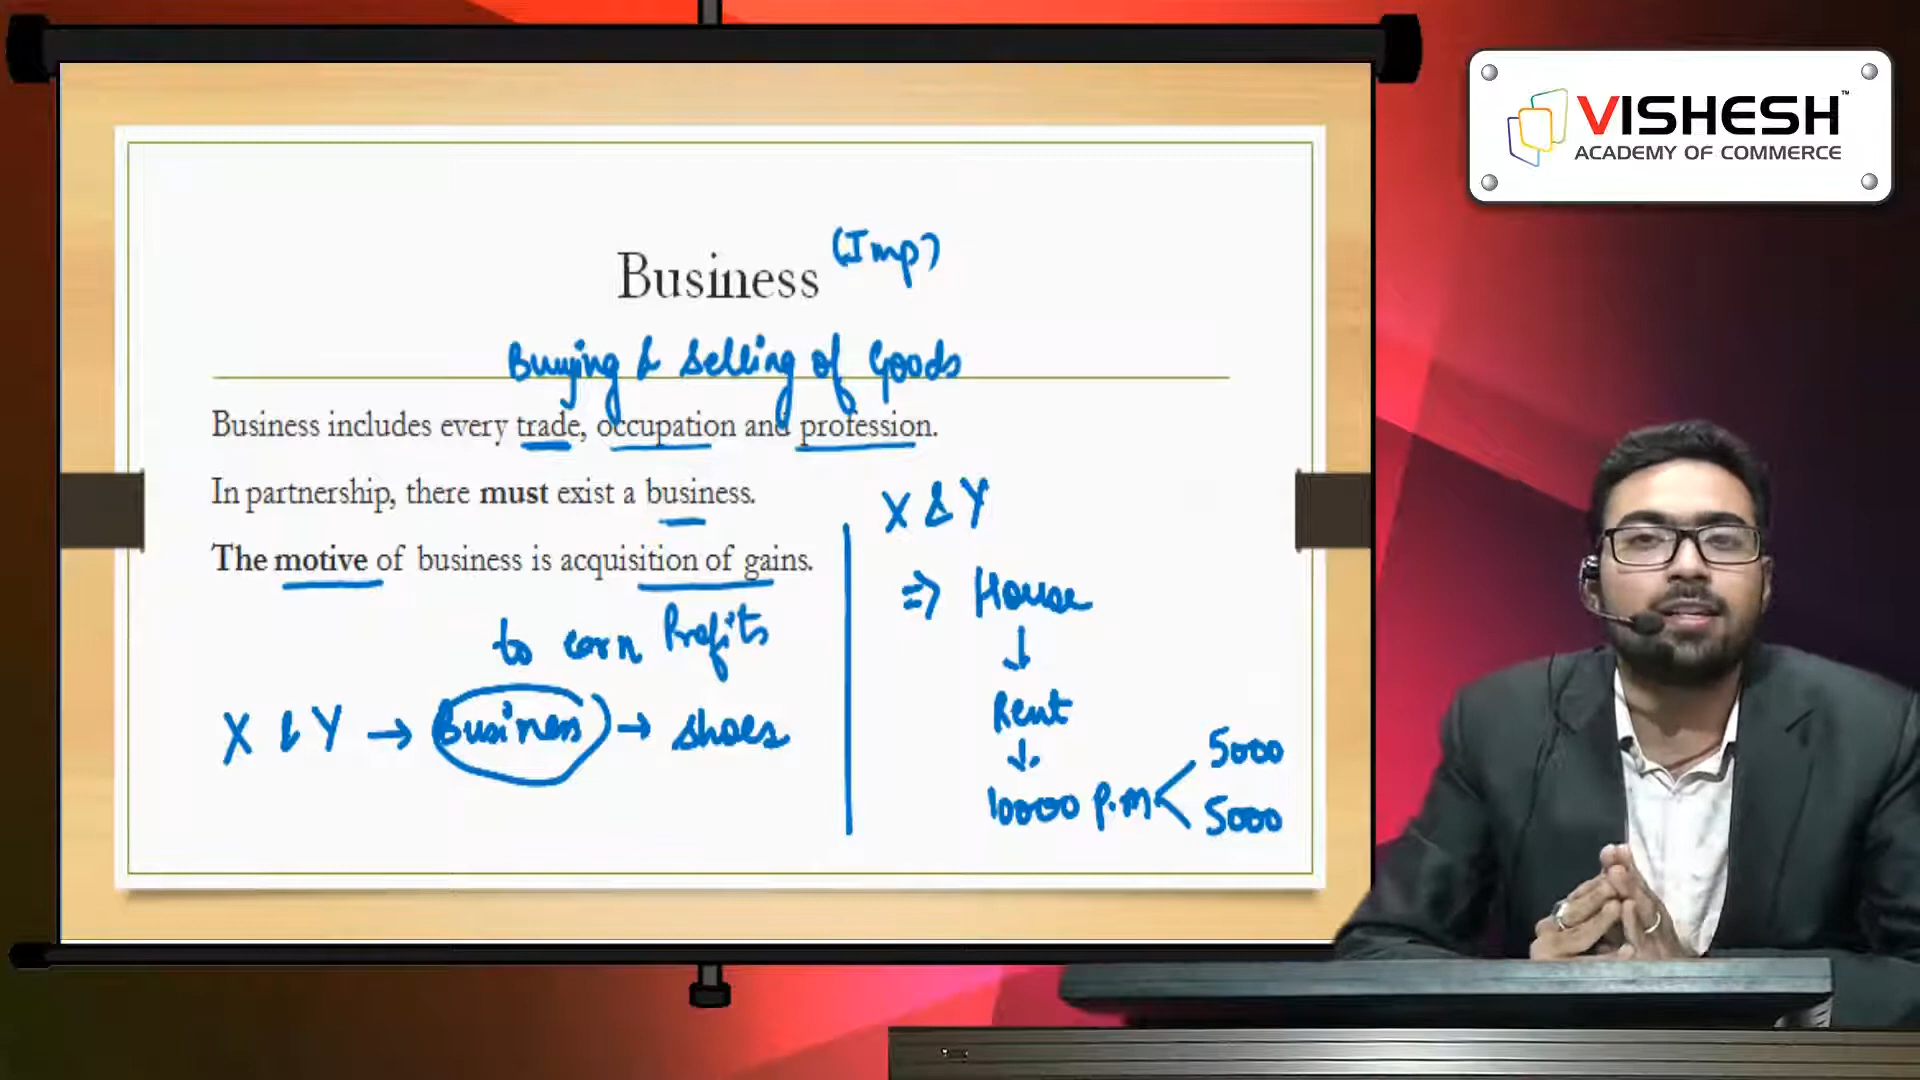 VISHESH™
ACADEMY OF COMMERCE
Business (Imp)
Buying & Selling of Goods
Business includes every trade, occupation and profession.
In partnership, there must exist a business.
The motive of business is acquisition of gains.
to earn Profits
X & Y → Business → shoes
X & Y
⇒ House
↓
Rent
↓
10000 P.M < 5000
5000